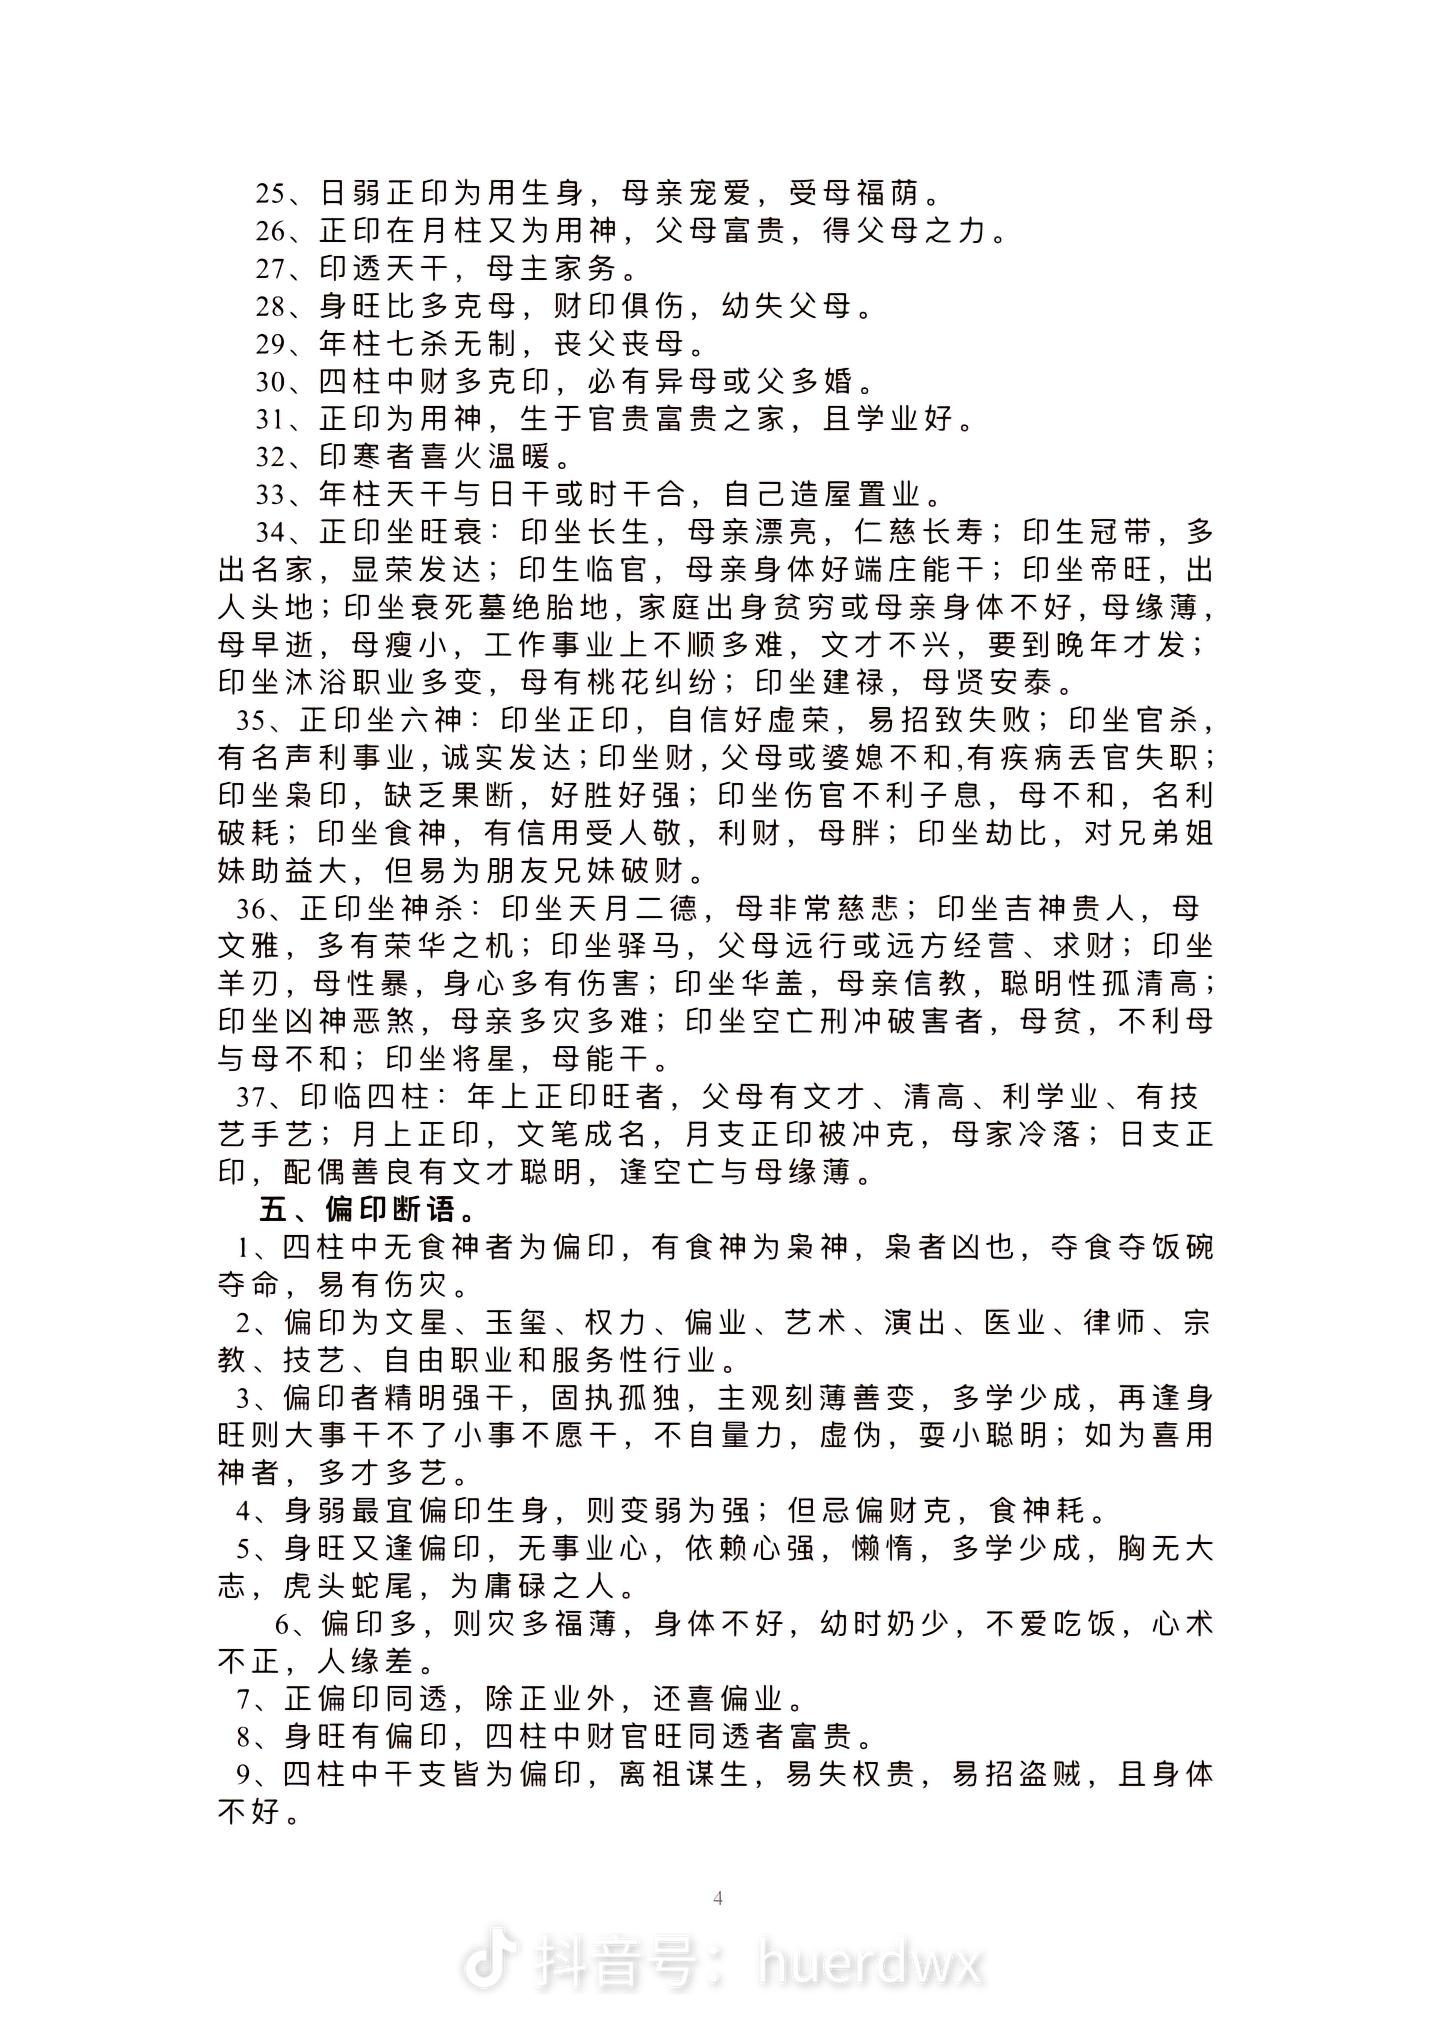 25、日弱正印为用生身，母亲宠爱，受母福荫。
26、正印在月柱又为用神，父母富贵，得父母之力。
27、印透天干，母主家务。
28、身旺比多克母，财印俱伤，幼失父母。
29、年柱七杀无制，丧父丧母。
30、四柱中财多克印，必有异母或父多婚。
31、正印为用神，生于官贵富贵之家，且学业好。
32、印寒者喜火温暖。
33、年柱天干与日干或时干合，自己造屋置业。
34、正印坐旺衰：印坐长生，母亲漂亮，仁慈长寿；印生冠带，多
出名家，显荣发达；印生临官，母亲身体好端庄能干；印坐帝旺，出
人头地；印坐衰死墓绝胎地，家庭出身贫穷或母亲身体不好，母缘薄，
母早逝，母瘦小，工作事业上不顺多难，文才不兴，要到晚年才发；
印坐沐浴职业多变，母有桃花纠纷；印坐建禄，母贤安泰。
35、正印坐六神：印坐正印，自信好虚荣，易招致失败；印坐官杀，
有名声利事业，诚实发达；印坐财，父母或婆媳不和,有疾病丢官失职；
印坐枭印，缺乏果断，好胜好强；印坐伤官不利子息，母不和，名利
破耗；印坐食神，有信用受人敬，利财，母胖；印坐劫比，对兄弟姐
妹助益大，但易为朋友兄妹破财。
36、正印坐神杀：印坐天月二德，母非常慈悲；印坐吉神贵人，母
文雅，多有荣华之机；印坐驿马，父母远行或远方经营、求财；印坐
羊刃，母性暴，身心多有伤害；印坐华盖，母亲信教，聪明性孤清高；
印坐凶神恶煞，母亲多灾多难；印坐空亡刑冲破害者，母贫，不利母
与母不和；印坐将星，母能干。
37、印临四柱：年上正印旺者，父母有文才、清高、利学业、有技
艺手艺；月上正印，文笔成名，月支正印被冲克，母家冷落；日支正
印，配偶善良有文才聪明，逢空亡与母缘薄。
五、偏印断语。
1、四柱中无食神者为偏印，有食神为枭神，枭者凶也，夺食夺饭碗
夺命，易有伤灾。
2、偏印为文星、玉玺、权力、偏业、艺术、演出、医业、律师、宗
教、技艺、自由职业和服务性行业。
3、偏印者精明强干，固执孤独，主观刻薄善变，多学少成，再逢身
旺则大事干不了小事不愿干，不自量力，虚伪，耍小聪明；如为喜用
神者，多才多艺。
4、身弱最宜偏印生身，则变弱为强；但忌偏财克，食神耗。
5、身旺又逢偏印，无事业心，依赖心强，懒惰，多学少成，胸无大
志，虎头蛇尾，为庸碌之人。
6、偏印多，则灾多福薄，身体不好，幼时奶少，不爱吃饭，心术
不正，人缘差。
7、正偏印同透，除正业外，还喜偏业。
8、身旺有偏印，四柱中财官旺同透者富贵。
9、四柱中干支皆为偏印，离祖谋生，易失权贵，易招盗贼，且身体
不好。
4
抖音号：huerdwx